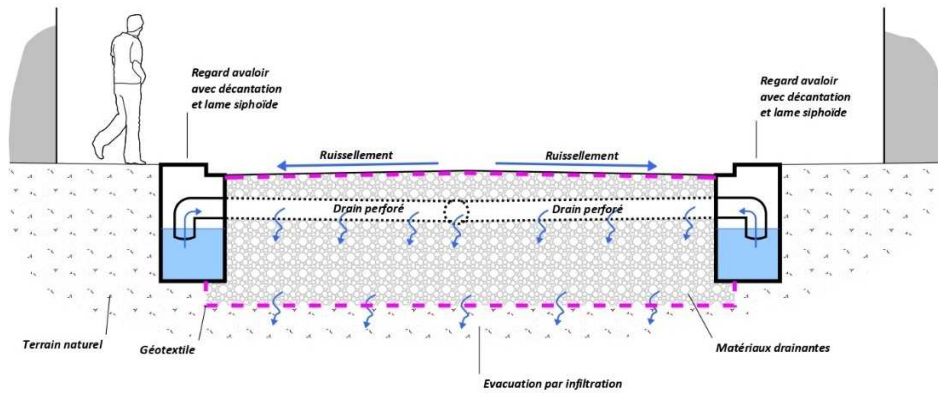 Regard avaloir
avec décantation
et lame siphoïde
Regard avaloir
avec décantation
et lame siphoïde
Ruissellement
Ruissellement
Drain perforé
Drain perforé
Terrain naturel
Géotextile
Matériaux drainantes
Evacuation par infiltration